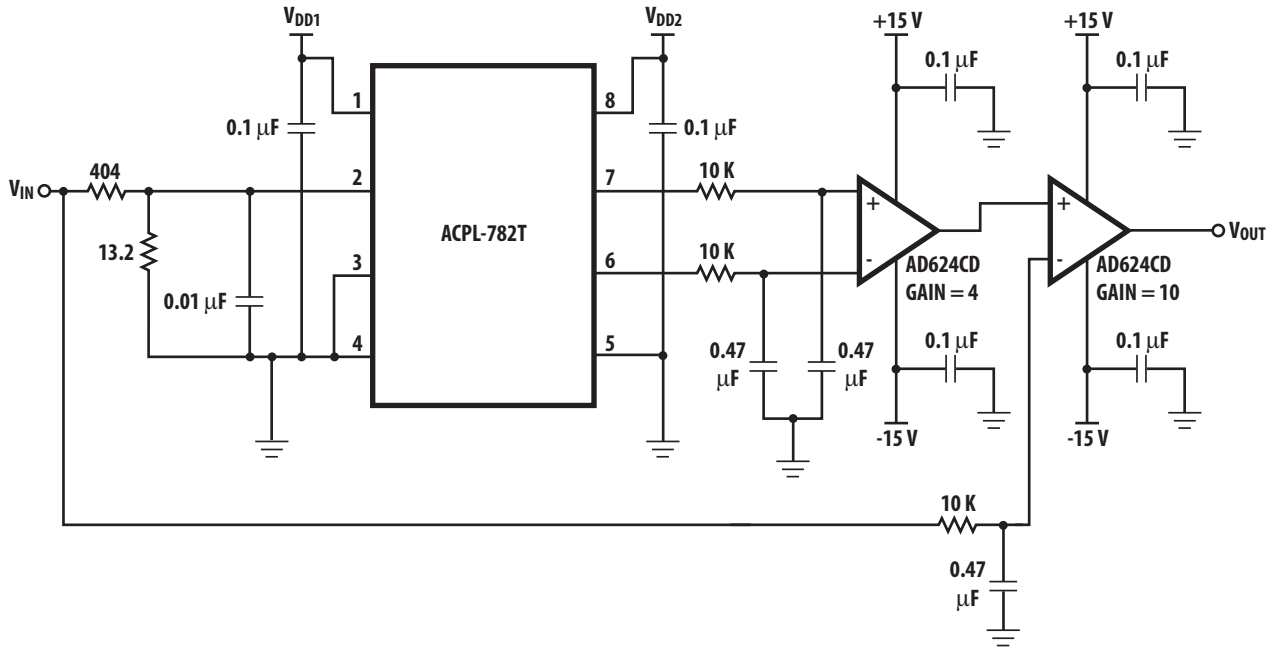 VDD1
VDD2
+15 V
+15 V
0.1 μF
0.1 μF
1
8
0.1 μF
0.1 μF
404
10 K
VIN
2
7
+
+
ACPL-782T
VOUT
13.2
10 K
3
6
-
-
AD624CD
GAIN = 4
AD624CD
GAIN = 10
0.01 μF
4
5
0.47
μF
0.47
μF
0.1 μF
0.1 μF
-15 V
-15 V
10 K
0.47
μF